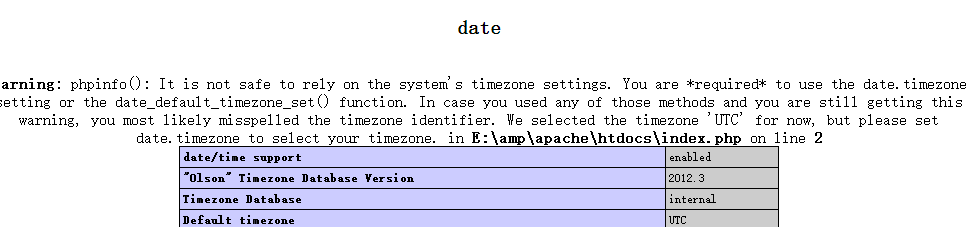 date
arning: phpinfo(): It is not safe to rely on the system's timezone settings. You are *required* to use the date.timezone
setting or the date_default_timezone_set() function. In case you used any of those methods and you are still getting this
warning, you most likely misspelled the timezone identifier. We selected the timezone 'UTC' for now, but please set
date.timezone to select your timezone. in E:\amp\apache\htdocs\index.php on line 2
date/time support enabled
"Olson" Timezone Database Version 2012.3
Timezone Database internal
Default timezone UTC